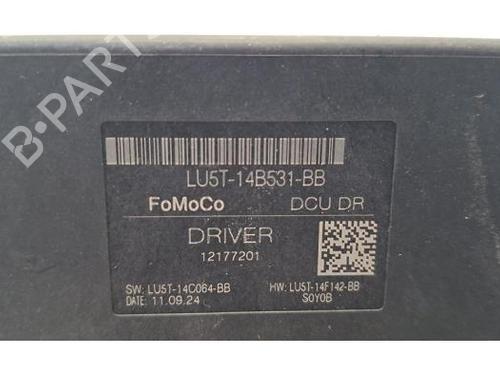 B-PARTS
LU5T-14B531-BB
FoMoCo DCU DR
DRIVER
12177201
SW: LU5T-14C064-BB HW: LU5T-14F142-BB
DATE: 11.09.24 S0Y0B